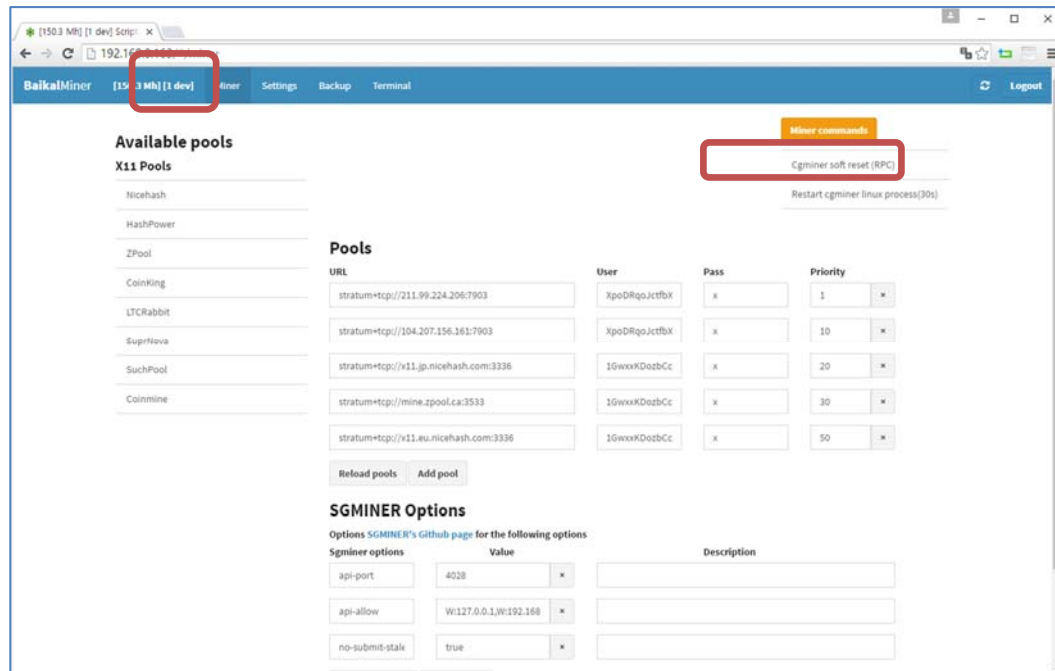 [150.3 Mh] [1 dev] Script
BaikalMiner [150.3 Mh] [1 dev] Miner Settings Backup Terminal Logout
Available pools
X11 Pools
Nicehash
HashPower
ZPool
CoinKing
LTCRabbit
SuprNova
SuchPool
Coinmine
Miner commands
Cgminer soft reset (RPC)
Restart cgminer linux process(30s)
Pools
URL User Pass Priority
stratum+tcp://211.99.224.206:7903 XpoDRqoJctfbX x 1 ×
stratum+tcp://104.207.156.161:7903 XpoDRqoJctfbX x 10 ×
stratum+tcp://x11.jp.nicehash.com:3336 1GwxxKDozbCc x 20 ×
stratum+tcp://mine.zpool.ca:3533 1GwxxKDozbCc x 30 ×
stratum+tcp://x11.eu.nicehash.com:3336 1GwxxKDozbCc x 50 ×
Reload pools Add pool
SGMINER Options
Options SGMINER's Github page for the following options
Sgminer options Value Description
api-port 4028 ×
api-allow W:127.0.0.1,W:192.168 ×
no-submit-stale true ×